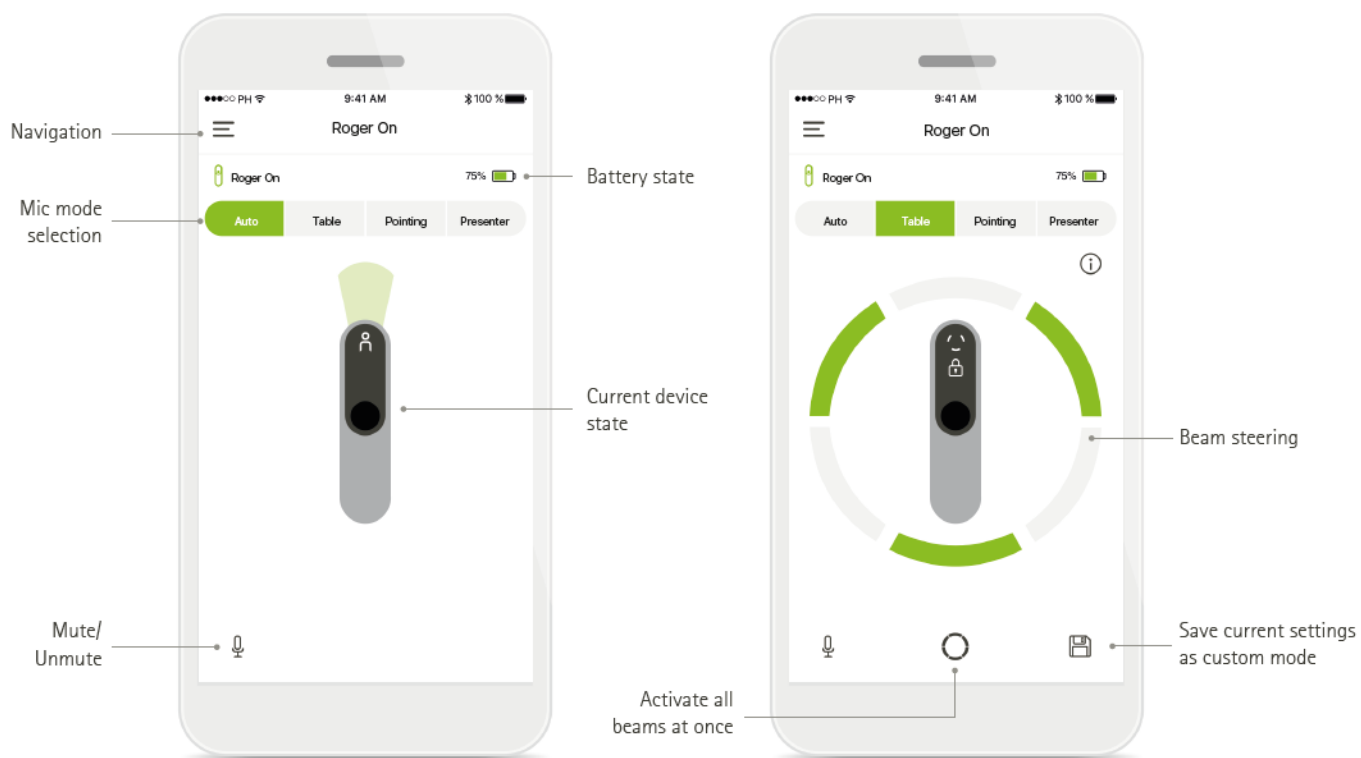 ●●●○○ PH 9:41 AM 100 %
Roger On
Roger On 75%
Auto Table Pointing Presenter
Navigation
Mic mode
selection
Mute/
Unmute
Battery state
Current device
state
●●●○○ PH 9:41 AM 100 %
Roger On
Roger On 75%
Auto Table Pointing Presenter
Beam steering
Save current settings
as custom mode
Activate all
beams at once